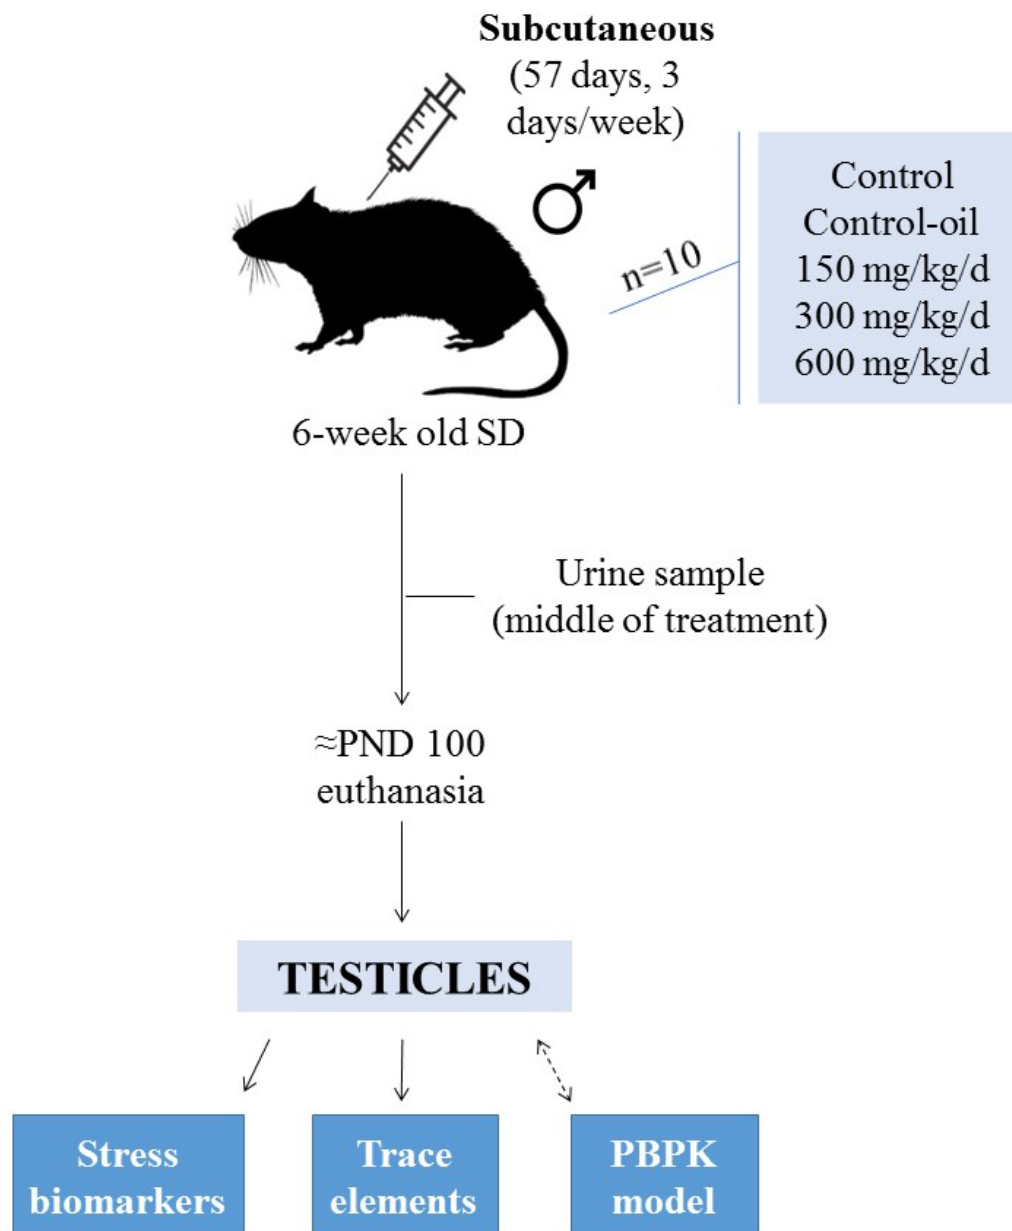 Subcutaneous
(57 days, 3
days/week)
n=10
Control
Control-oil
150 mg/kg/d
300 mg/kg/d
600 mg/kg/d
6-week old SD
Urine sample
(middle of treatment)
≈PND 100
euthanasia
TESTICLES
Stress
biomarkers
Trace
elements
PBPK
model